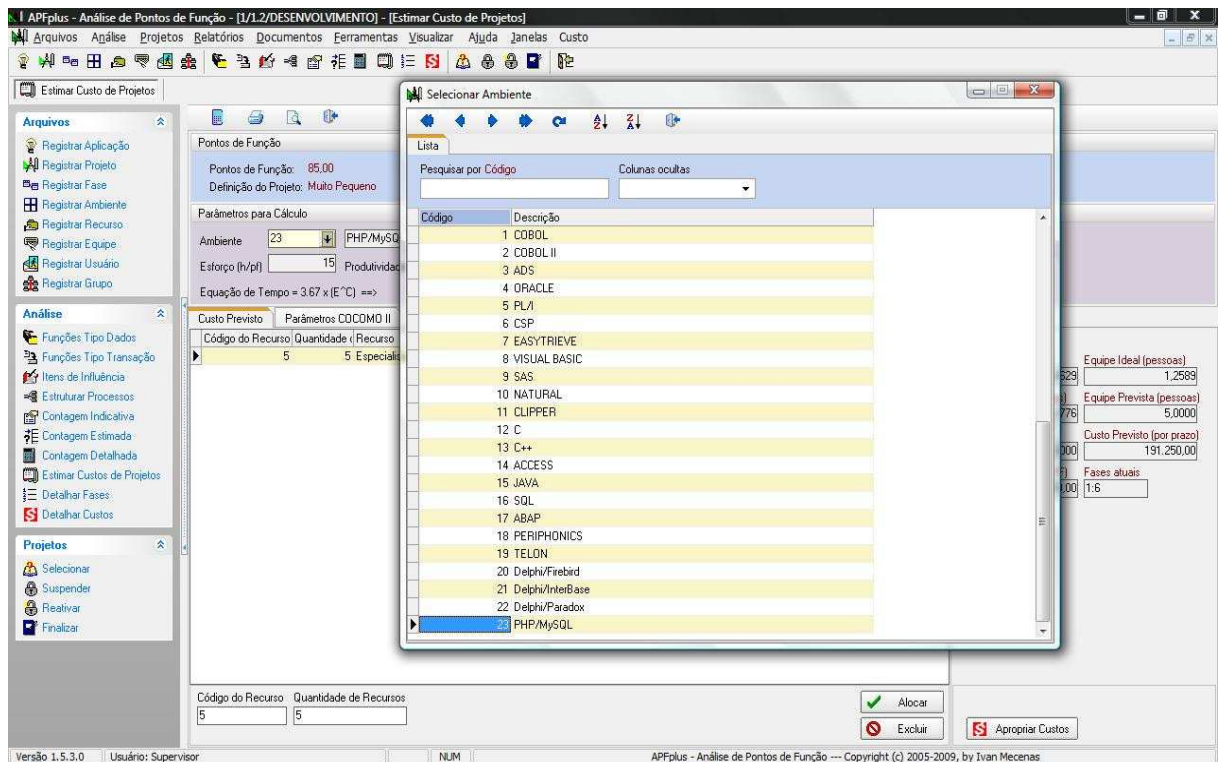 APFplus - Análise de Pontos de Função - [1/1.2/DESENVOLVIMENTO] - [Estimar Custo de Projetos]
Arquivos Análise Projetos Relatórios Documentos Ferramentas Visualizar Ajuda Janelas Custo
Estimar Custo de Projetos
Arquivos
Registrar Aplicação
Registrar Projeto
Registrar Fase
Registrar Ambiente
Registrar Recurso
Registrar Equipe
Registrar Usuário
Registrar Grupo
Análise
Funções Tipo Dados
Funções Tipo Transação
Itens de Influência
Estruturar Processos
Contagem Indicativa
Contagem Estimada
Contagem Detalhada
Estimar Custos de Projetos
Detalhar Fases
Detalhar Custos
Projetos
Selecionar
Suspender
Reativar
Finalizar
Pontos de Função
Pontos de Função: 85,00
Definição do Projeto: Muito Pequeno
Parâmetros para Cálculo
Ambiente 23 PHP/MySQ
Esforço (h/pf) 15 Produtividad
Equação de Tempo = 3.67 x (E^C) ==>
Custo Previsto Parâmetros COCOMO II
Código do Recurso Quantidade Recurso
5 5 Especialis
Selecionar Ambiente
Lista
Pesquisar por Código Colunas ocultas
Código Descrição
1 COBOL
2 COBOL II
3 ADS
4 ORACLE
5 PL/I
6 CSP
7 EASYTRIEVE
8 VISUAL BASIC
9 SAS
10 NATURAL
11 CLIPPER
12 C
13 C++
14 ACCESS
15 JAVA
16 SQL
17 ABAP
18 PERIPHONICS
19 TELON
20 Delphi/Firebird
21 Delphi/InterBase
22 Delphi/Paradox
23 PHP/MySQL
Equipe Ideal (pessoas)
629 1,2589
Equipe Prevista (pessoas)
776 5,0000
Custo Previsto (por prazo)
000 191.250,00
Fases atuais
,00 1:6
Código do Recurso Quantidade de Recursos
5 5
Alocar
Excluir
Apropriar Custos
Versão 1.5.3.0 Usuário: Supervisor NUM APFplus - Análise de Pontos de Função --- Copyright (c) 2005-2009, by Ivan Mecenas